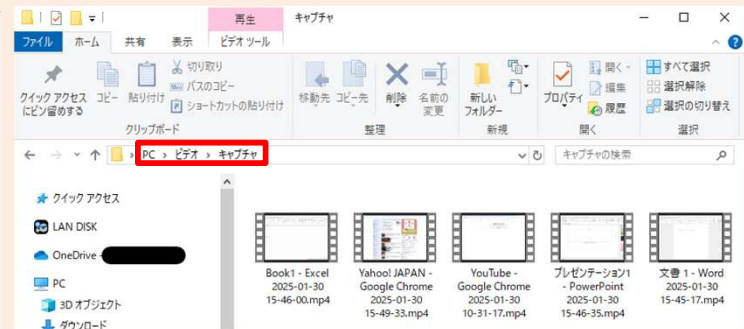 再生
キャプチャ
ファイル
ホーム
共有
表示
ビデオ ツール
クイック アクセス
にピン留めする
コピー
貼り付け
切り取り
パスのコピー
ショートカットの貼り付け
クリップボード
移動先
コピー先
削除
名前の
変更
整理
新しい
フォルダー
新規
プロパティ
開く
編集
履歴
開く
すべて選択
選択解除
選択の切り替え
選択
PC › ビデオ › キャプチャ
キャプチャの検索
クイック アクセス
LAN DISK
OneDrive -
PC
3D オブジェクト
ダウンロード
Book1 - Excel
2025-01-30
15-46-00.mp4
Yahoo! JAPAN -
Google Chrome
2025-01-30
15-49-33.mp4
YouTube -
Google Chrome
2025-01-30
10-31-17.mp4
プレゼンテーション1
- PowerPoint
2025-01-30
15-46-35.mp4
文書 1 - Word
2025-01-30
15-45-17.mp4